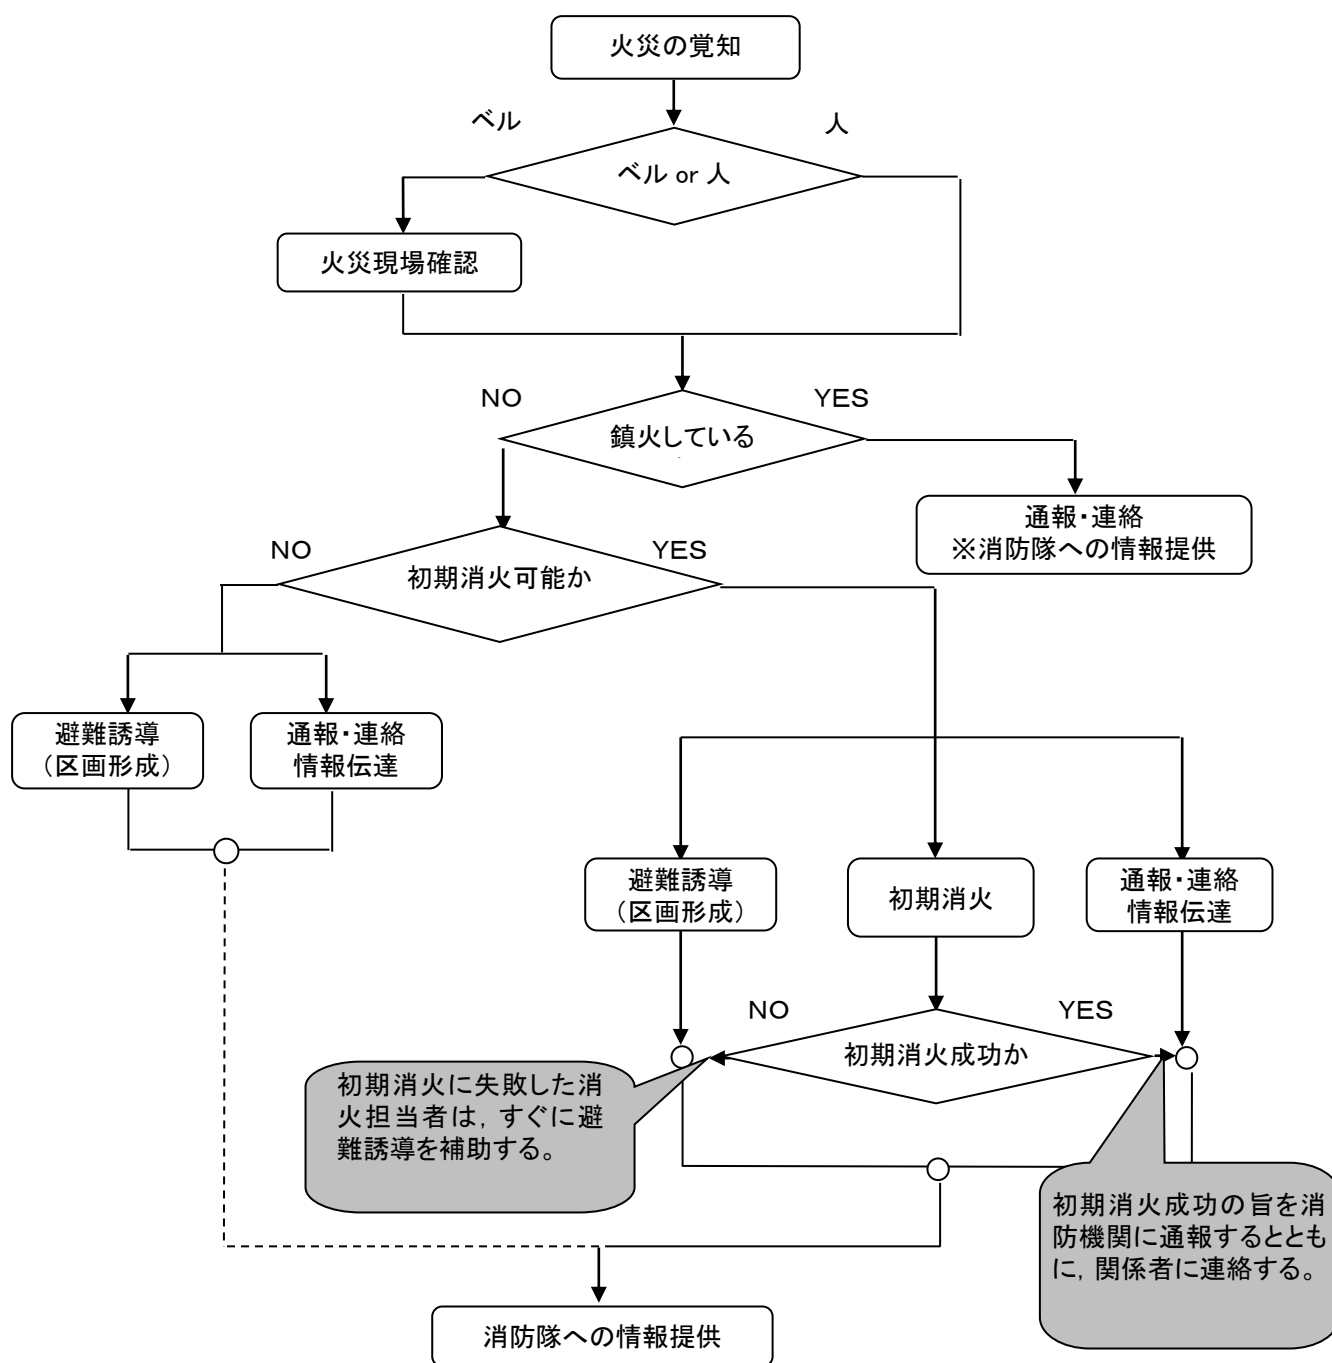 火災の覚知
ベル
人
ベル or 人
火災現場確認
NO
YES
鎮火している
通報・連絡
※消防隊への情報提供
NO
YES
初期消火可能か
避難誘導
（区画形成）
通報・連絡
情報伝達
避難誘導
（区画形成）
初期消火
通報・連絡
情報伝達
NO
YES
初期消火成功か
初期消火に失敗した消
火担当者は，すぐに避
難誘導を補助する。
初期消火成功の旨を消
防機関に通報するととも
に，関係者に連絡する。
消防隊への情報提供